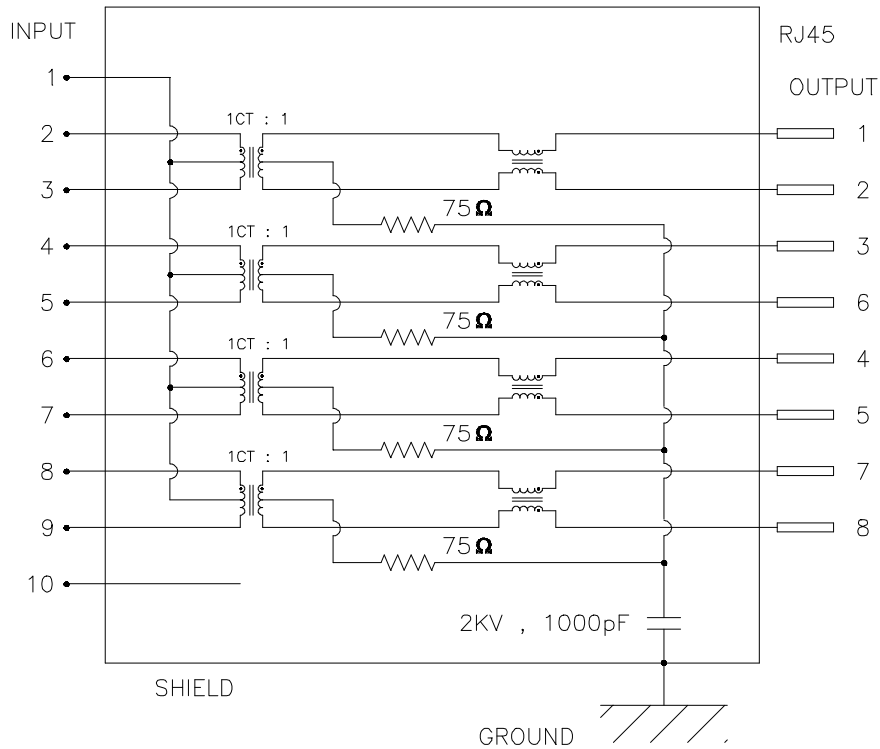 INPUT
RJ45
OUTPUT
1
1CT : 1
2
1
3
2
75Ω
1CT : 1
4
3
5
6
75Ω
1CT : 1
6
4
7
5
75Ω
1CT : 1
8
7
9
8
75Ω
10
2KV , 1000pF
SHIELD
GROUND